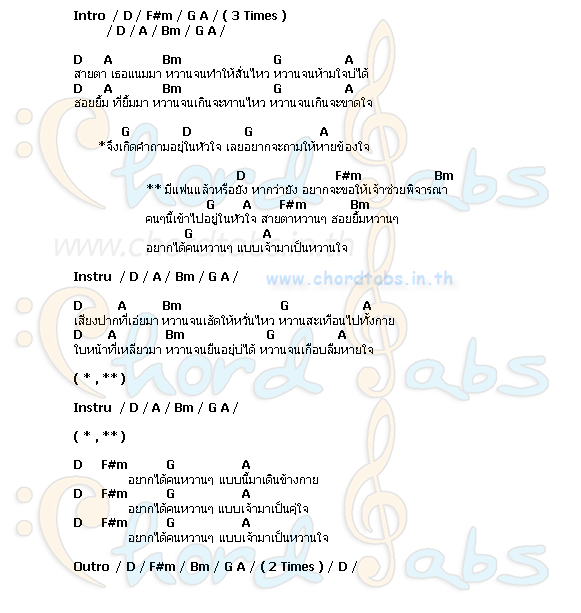 Intro / D / F#m / G A / ( 3 Times )
/ D / A / Bm / G A /
D A Bm G A
สายตา เธอแนมมา หวานจนทำให้สั่นไหว หวานจนห้ามใจบ่ได้
D A Bm G A
ฮอยยิ้ม ที่ยิ้มมา หวานจนเกินจะทานไหว หวานจนเกินจะขาดใจ
G D G A
*จึงเกิดคำถามอยู่ในหัวใจ เลยอยากจะถามให้หายข้องใจ
D F#m Bm
** มีแฟนแล้วหรือยัง หากว่ายัง อยากจะขอให้เจ้าช่วยพิจารณา
G A F#m Bm
คนๆนี้เข้าไปอยู่ในหัวใจ สายตาหวานๆ ฮอยยิ้มหวานๆ
G A
อยากได้คนหวานๆ แบบเจ้ามาเป็นหวานใจ
www.chordtabs.in.th
www.chordtabs.in.th
Instru / D / A / Bm / G A /
D A Bm G A
เสียงปากที่เอ่ยมา หวานจนเฮ็ดให้หวั่นไหว หวานสะเทือนไปทั้งกาย
D A Bm G A
ใบหน้าที่เหลียวมา หวานจนยืนอยู่บ่ได้ หวานจนเกือบลืมหายใจ
( * , ** )
Instru / D / A / Bm / G A /
( * , ** )
D F#m G A
อยากได้คนหวานๆ แบบนี้มาเดินข้างกาย
D F#m G A
อยากได้คนหวานๆ แบบเจ้ามาเป็นคู่ใจ
D F#m G A
อยากได้คนหวานๆ แบบเจ้ามาเป็นหวานใจ
Outro / D / F#m / Bm / G A / ( 2 Times ) / D /